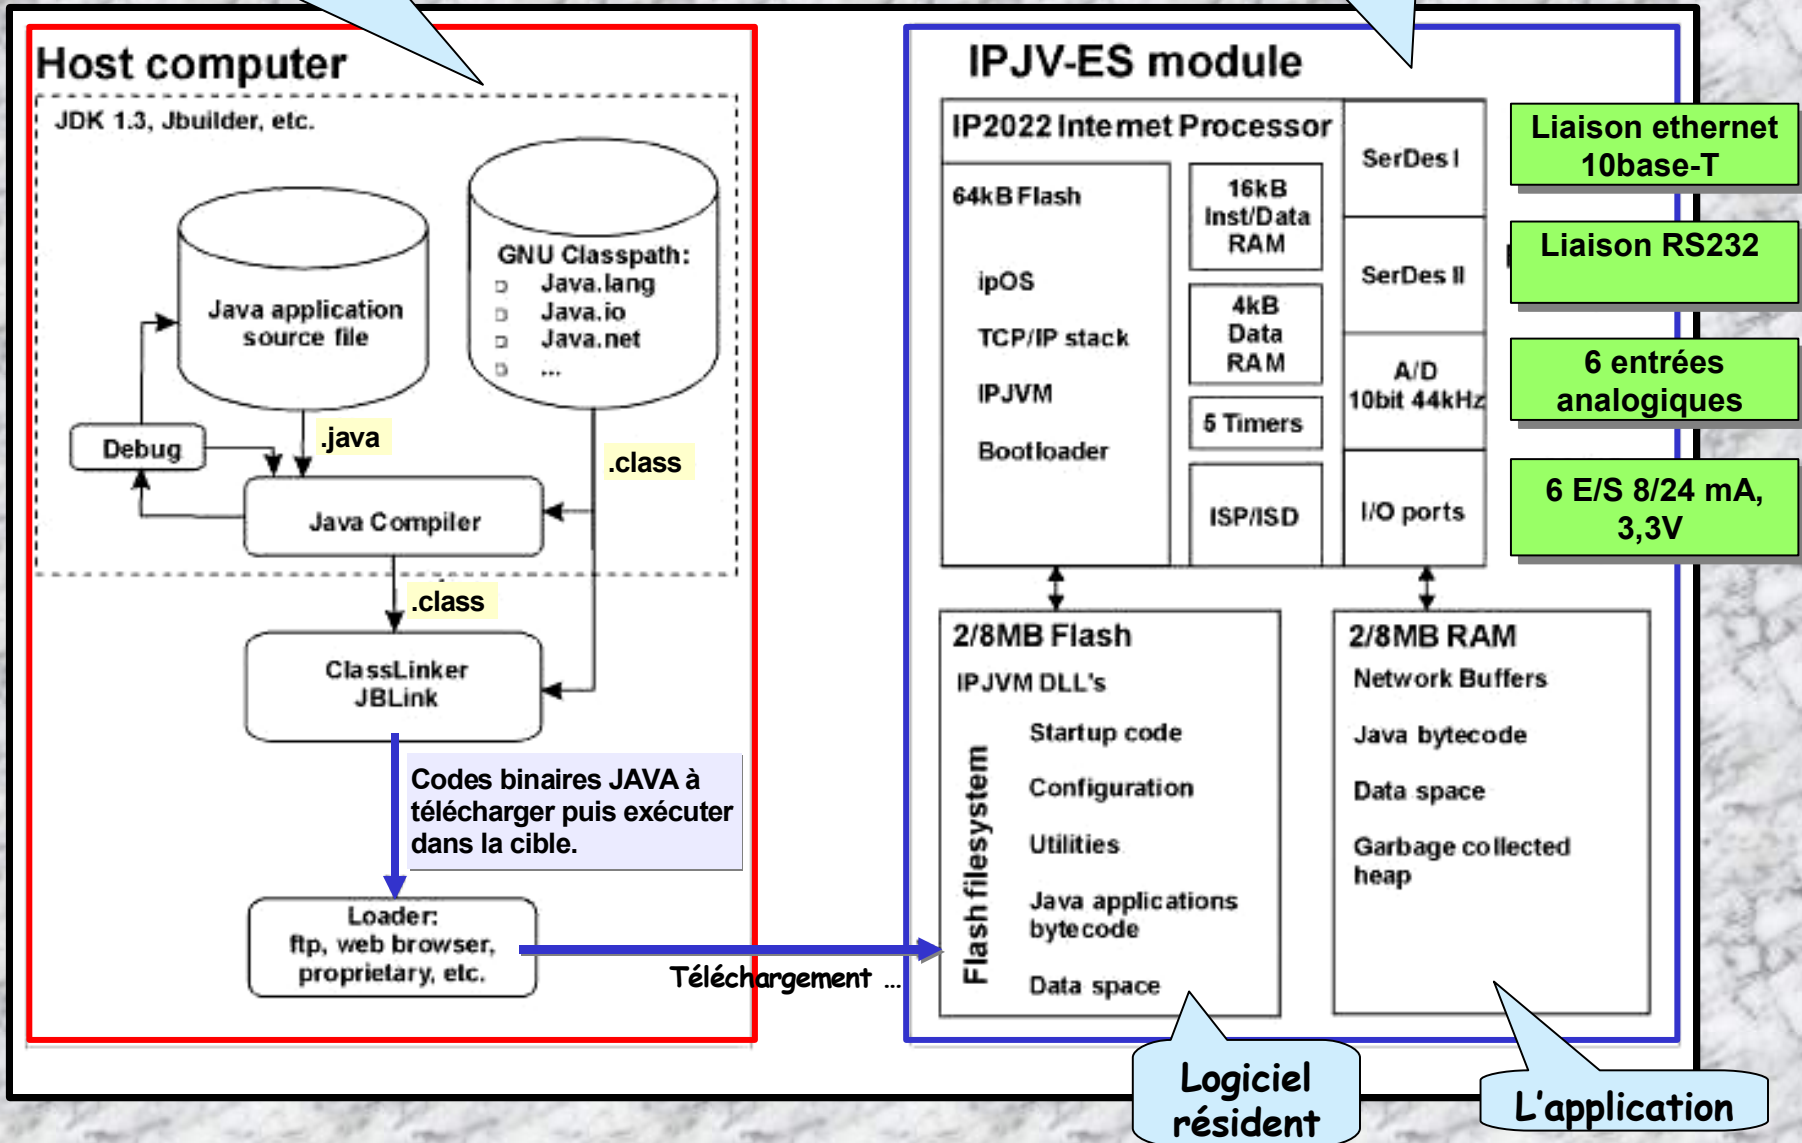 Host computer
JDK 1.3, Jbuilder, etc.
Java application
source file
GNU Classpath:
Java.lang
Java.io
Java.net
...
.java
.class
Debug
Java Compiler
.class
ClassLinker
JBLink
Codes binaires JAVA à
télécharger puis exécuter
dans la cible.
Loader:
ftp, web browser,
proprietary, etc.
Téléchargement ...
IPJV-ES module
IP2022 Internet Processor
64kB Flash
ipOS
TCP/IP stack
IPJVM
Bootloader
16kB
Inst/Data
RAM
4kB
Data
RAM
5 Timers
ISP/ISD
SerDes I
SerDes II
A/D
10bit 44kHz
I/O ports
Liaison ethernet
10base-T
Liaison RS232
6 entrées
analogiques
6 E/S 8/24 mA,
3,3V
2/8MB Flash
IPJVM DLL's
Flash filesystem
Startup code
Configuration
Utilities
Java applications
bytecode
Data space
2/8MB RAM
Network Buffers
Java bytecode
Data space
Garbage collected
heap
Logiciel
résident
L'application